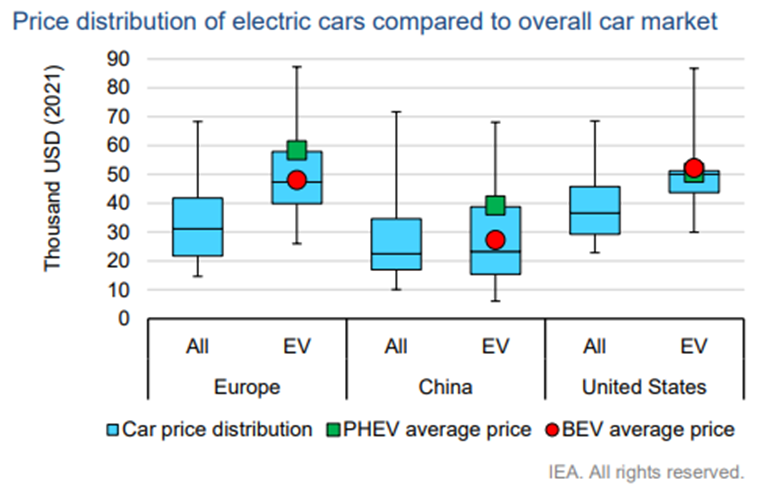 Price distribution of electric cars compared to overall car market
Thousand USD (2021)
90
80
70
60
50
40
30
20
10
0
All EV All EV All EV
Europe China United States
Car price distribution PHEV average price BEV average price
IEA. All rights reserved.